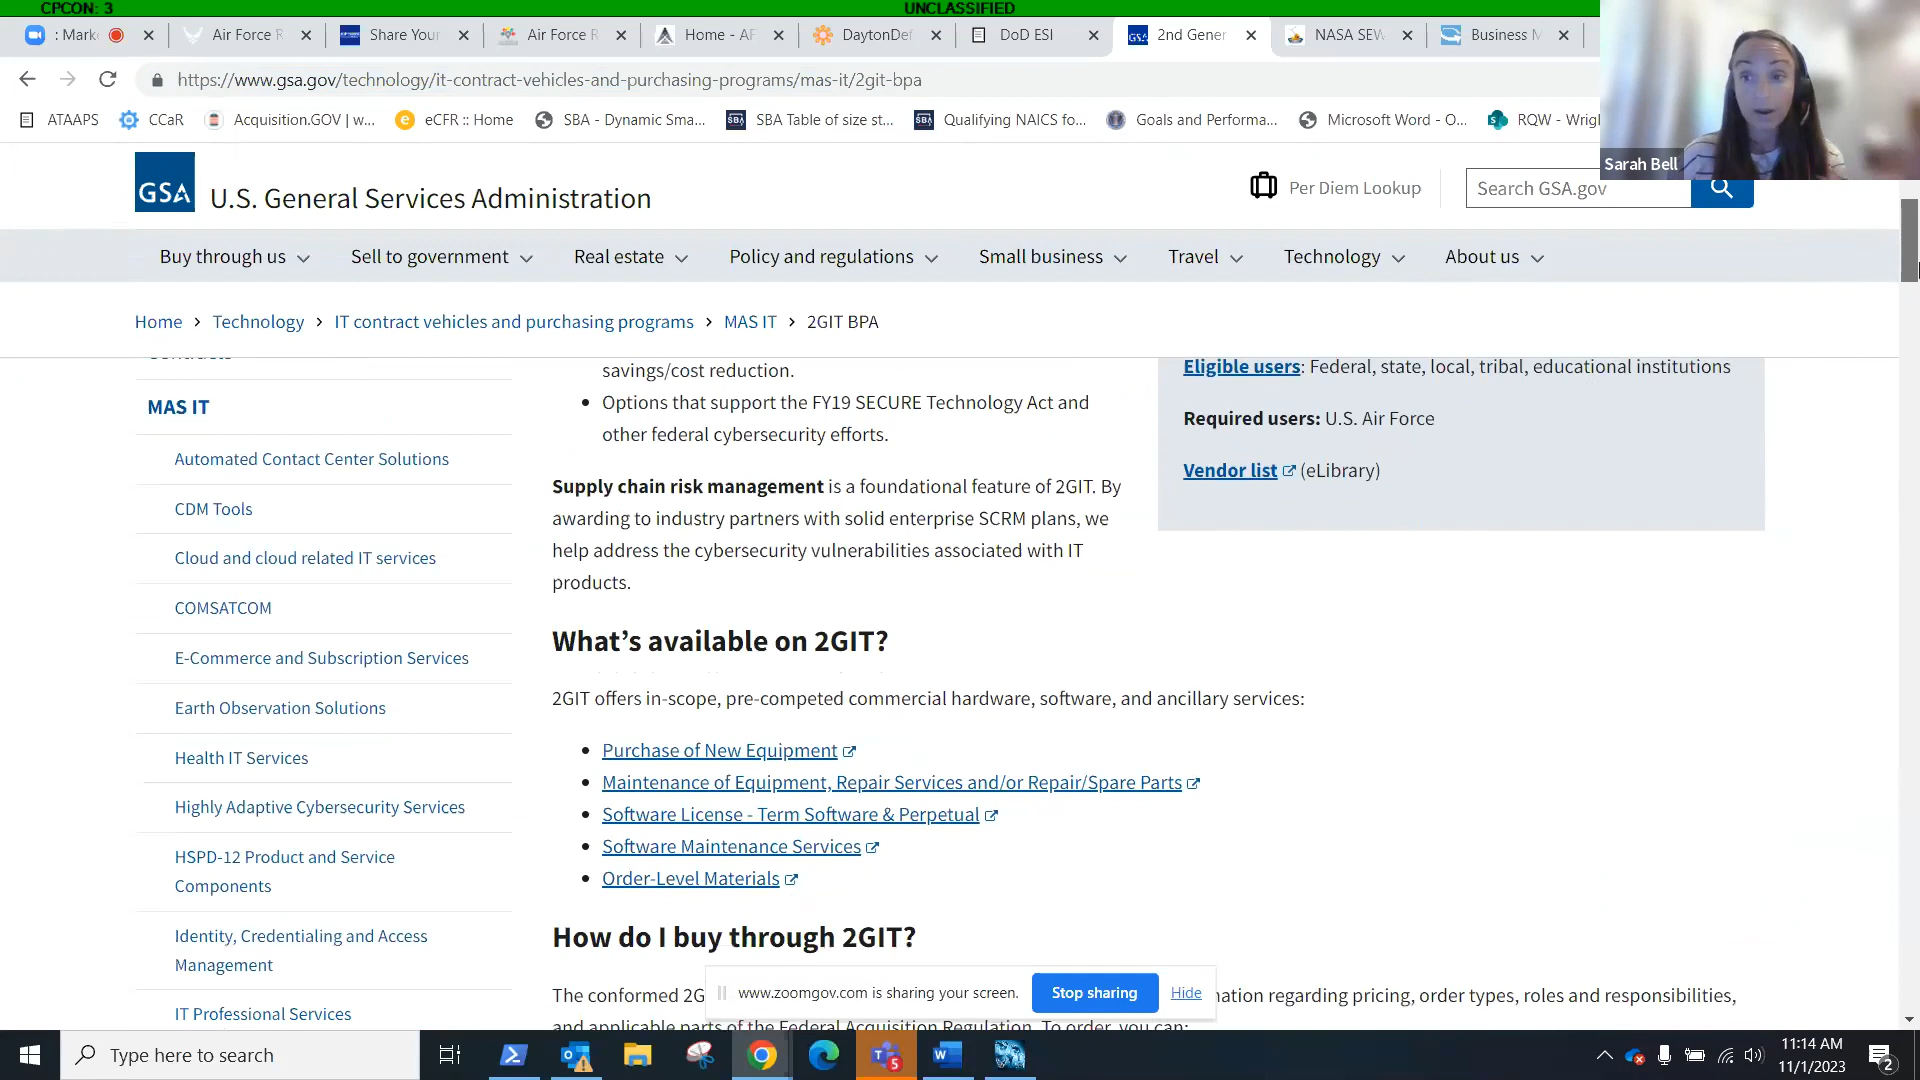 CPCON: 3
UNCLASSIFIED
: Mark
Air Force R
Share Your
Air Force R
Home - AF
DaytonDef
DoD ESI
2nd Gener
NASA SEW
Business M
https://www.gsa.gov/technology/it-contract-vehicles-and-purchasing-programs/mas-it/2git-bpa
ATAAPS
CCaR
Acquisition.GOV | w...
eCFR :: Home
SBA - Dynamic Sma...
SBA Table of size st...
Qualifying NAICS fo...
Goals and Performa...
Microsoft Word - O...
RQW - Wrig
Sarah Bell
GSA
U.S. General Services Administration
Per Diem Lookup
Search GSA.gov
Buy through us
Sell to government
Real estate
Policy and regulations
Small business
Travel
Technology
About us
Home > Technology > IT contract vehicles and purchasing programs > MAS IT > 2GIT BPA
MAS IT
Automated Contact Center Solutions
CDM Tools
Cloud and cloud related IT services
COMSATCOM
E-Commerce and Subscription Services
Earth Observation Solutions
Health IT Services
Highly Adaptive Cybersecurity Services
HSPD-12 Product and Service
Components
Identity, Credentialing and Access
Management
IT Professional Services
savings/cost reduction.
• Options that support the FY19 SECURE Technology Act and
other federal cybersecurity efforts.
Supply chain risk management is a foundational feature of 2GIT. By
awarding to industry partners with solid enterprise SCRM plans, we
help address the cybersecurity vulnerabilities associated with IT
products.
Eligible users: Federal, state, local, tribal, educational institutions
Required users: U.S. Air Force
Vendor list (eLibrary)
What's available on 2GIT?
2GIT offers in-scope, pre-competed commercial hardware, software, and ancillary services:
• Purchase of New Equipment
• Maintenance of Equipment, Repair Services and/or Repair/Spare Parts
• Software License - Term Software & Perpetual
• Software Maintenance Services
• Order-Level Materials
How do I buy through 2GIT?
The conformed 2G
nation regarding pricing, order types, roles and responsibilities,
and applicable parts of the Federal Acquisition Regulation. To order, you can:
www.zoomgov.com is sharing your screen.
Stop sharing
Hide
Type here to search
5
11:14 AM
11/1/2023
2